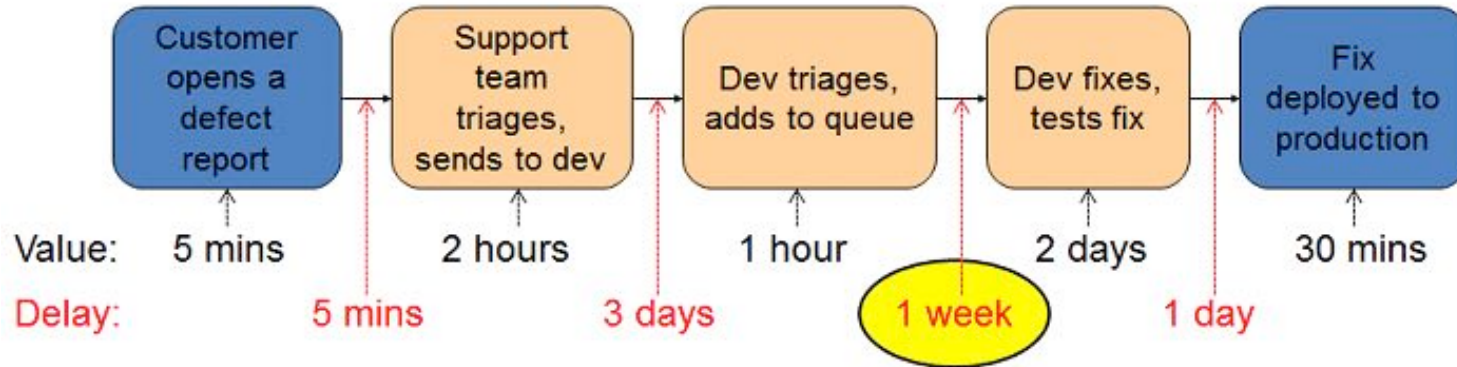 Customer
opens a
defect
report
Support
team
triages,
sends to dev
Dev triages,
adds to queue
Dev fixes,
tests fix
Fix
deployed to
production
Value: 5 mins 2 hours 1 hour 2 days 30 mins
Delay: 5 mins 3 days 1 week 1 day